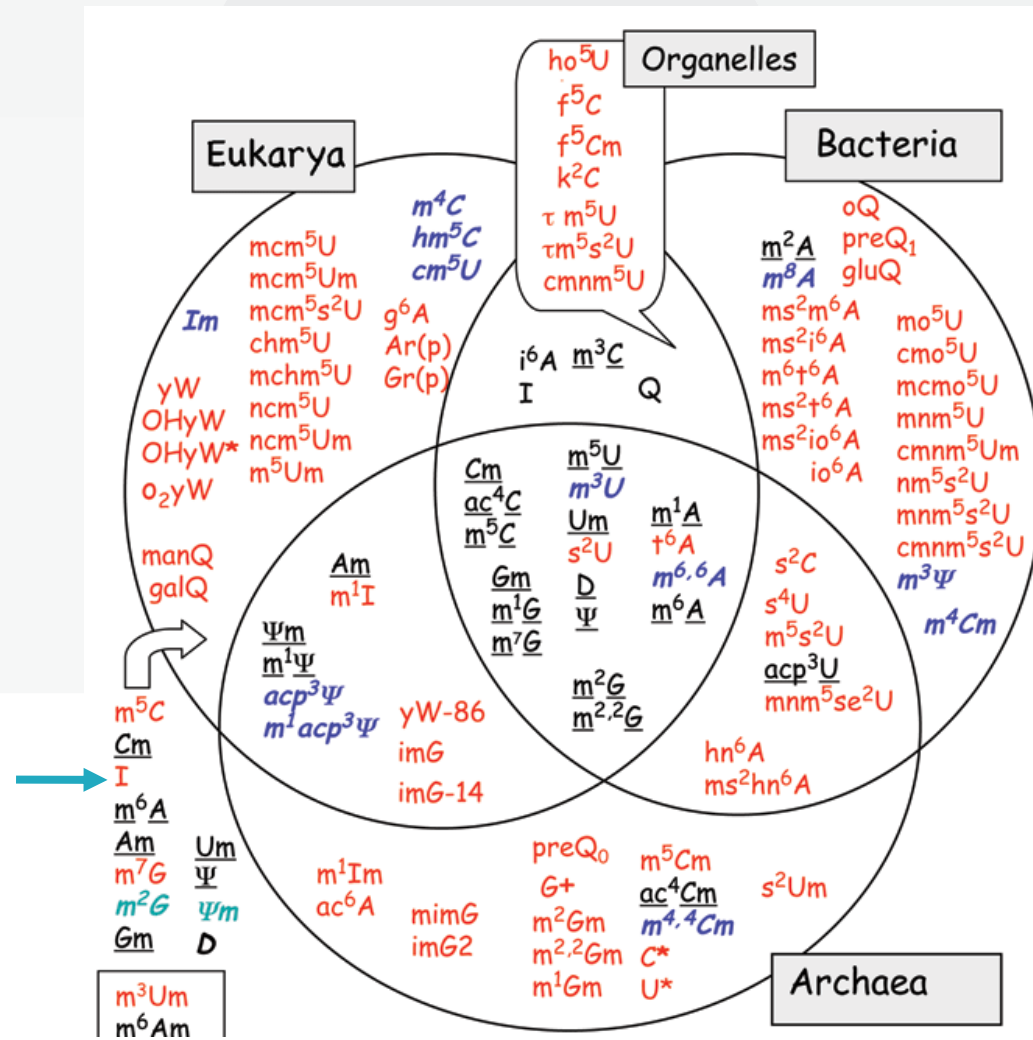 Organelles
ho⁵U
f⁵C
f⁵Cm
k²C
τ m⁵U
τm⁵s²U
cmnm⁵U
Eukarya
m⁴C
hm⁵C
cm⁵U
mcm⁵U
mcm⁵Um
mcm⁵s²U
chm⁵U
mchm⁵U
ncm⁵U
ncm⁵Um
m⁵Um
g⁶A
Ar(p)
Gr(p)
Im
yW
OHyW
OHyW*
o₂yW
manQ
galQ
Bacteria
oQ
preQ₁
gluQ
m²A
m⁸A
ms²m⁶A
ms²i⁶A
m⁶t⁶A
ms²t⁶A
ms²io⁶A
io⁶A
mo⁵U
cmo⁵U
mcmo⁵U
mnm⁵U
cmnm⁵Um
nm⁵s²U
mnm⁵s²U
cmnm⁵s²U
m³Ψ
m⁴Cm
i⁶A m³C
I Q
Cm
ac⁴C
m⁵C
Gm
m¹G
m⁷G
m⁵U
m³U
Um
s²U
D
Ψ
m¹A
t⁶A
m⁶,⁶A
m⁶A
m²G
m²,²G
Am
m¹I
Ψm
m¹Ψ
acp³Ψ
m¹acp³Ψ
yW-86
imG
imG-14
s²C
s⁴U
m⁵s²U
acp³U
mnm⁵se²U
hn⁶A
ms²hn⁶A
m⁵C
Cm
I
m⁶A
Am
m⁷G
m²G
Gm
Um
Ψ
Ψm
D
m³Um
m⁶Am
m¹Im
ac⁶A
mimG
imG2
preQ₀
G+
m²Gm
m²,²Gm
m¹Gm
m⁵Cm
ac⁴Cm
m⁴,⁴Cm
C*
U*
s²Um
Archaea